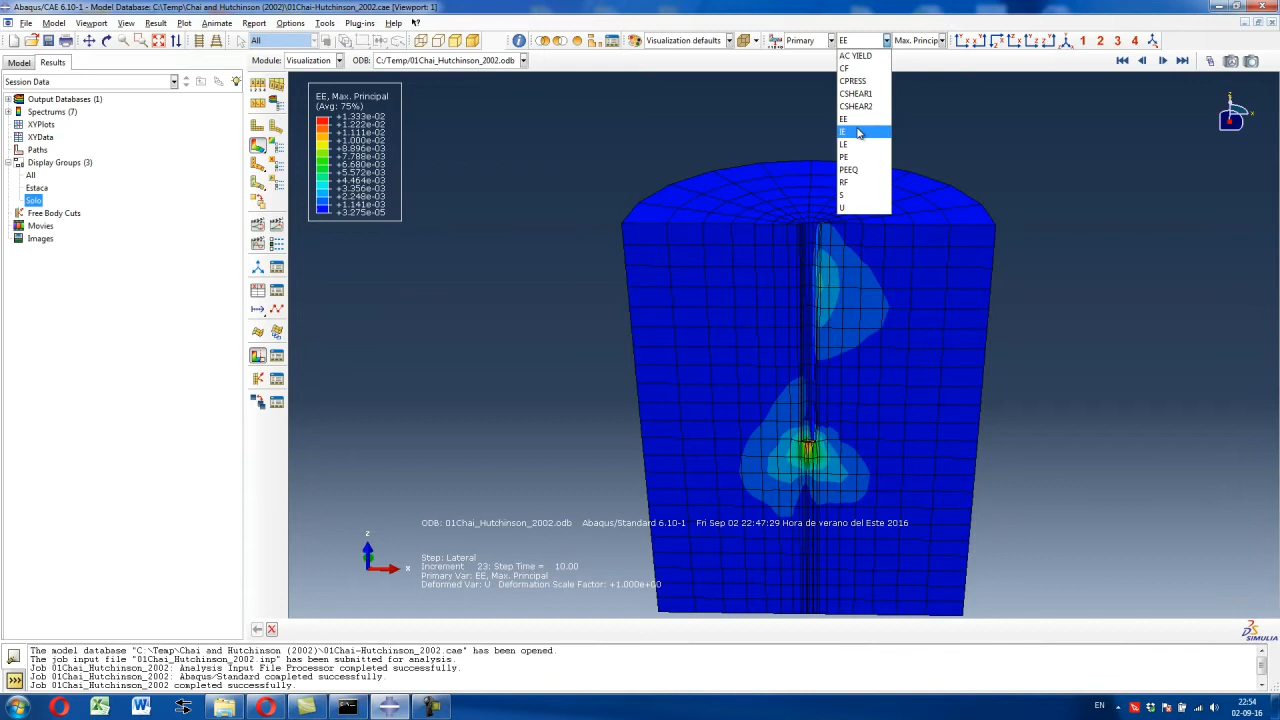 Abaqus/CAE 6.10-1 - Model Database: C:\Temp\Chai and Hutchinson (2002)\01Chai-Hutchinson_2002.cae [Viewport: 1]
File Model Viewport View Result Plot Animate Report Options Tools Plug-ins Help
All Visualization defaults Primary EE Max. Princip 1 2 3 4
Model Results Module: Visualization ODB: C:/Temp/01Chai_Hutchinson_2002.odb
Session Data
Output Databases (1)
Spectrums (7)
XYPlots
XYData
Paths
Display Groups (3)
All
Estaca
Solo
Free Body Cuts
Movies
Images
AC YIELD
CF
CPRESS
CSHEAR1
CSHEAR2
EE
IE
LE
PE
PEEQ
RF
S
U
EE, Max. Principal
(Avg: 75%)
+1.333e-02
+1.222e-02
+1.111e-02
+1.000e-02
+8.896e-03
+7.788e-03
+6.680e-03
+5.572e-03
+4.464e-03
+3.356e-03
+2.249e-03
+1.141e-03
+3.275e-05
ODB: 01Chai_Hutchinson_2002.odb Abaqus/Standard 6.10-1 Fri Sep 02 22:47:29 Hora de verano del Este 2016
Step: Lateral
Increment 23: Step Time = 10.00
Primary Var: EE, Max. Principal
Deformed Var: U Deformation Scale Factor: +1.000e+00
z
x
SIMULIA
The model database "C:\Temp\Chai and Hutchinson (2002)\01Chai-Hutchinson_2002.cae" has been opened.
The job input file "01Chai_Hutchinson_2002.inp" has been submitted for analysis.
Job 01Chai_Hutchinson_2002: Analysis Input File Processor completed successfully.
Job 01Chai_Hutchinson_2002: Abaqus/Standard completed successfully.
Job 01Chai_Hutchinson_2002 completed successfully.
EN 22:54
02-09-16